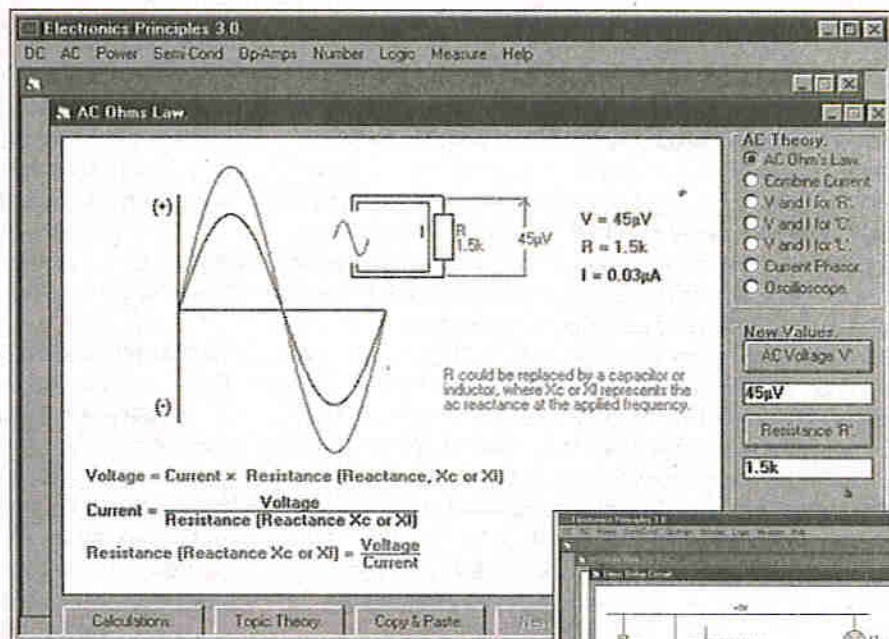 Electronics Principles 3.0
DC AC Power Semi-Cond Op-Amps Number Logic Measure Help
AC Ohms Law
(+)
(-)
I
R
1.5k
45µV
V = 45µV
R = 1.5k
I = 0.03µA
R could be replaced by a capacitor or
inductor, where Xc or Xl represents the
ac reactance at the applied frequency.
Voltage = Current × Resistance (Reactance, Xc or Xl)
Current = Voltage
Resistance (Reactance Xc or Xl)
Resistance (Reactance Xc or Xl) = Voltage
Current
AC Theory.
AC Ohm's Law.
Combine Current.
V and I for 'R'.
V and I for 'C'.
V and I for 'L'.
Current Phasor.
Oscilloscope.
New Values.
AC Voltage 'V'.
45µV
Resistance 'R'.
1.5k
Calculations.
Topic Theory.
Copy & Paste.
Electronics Principles 3.0